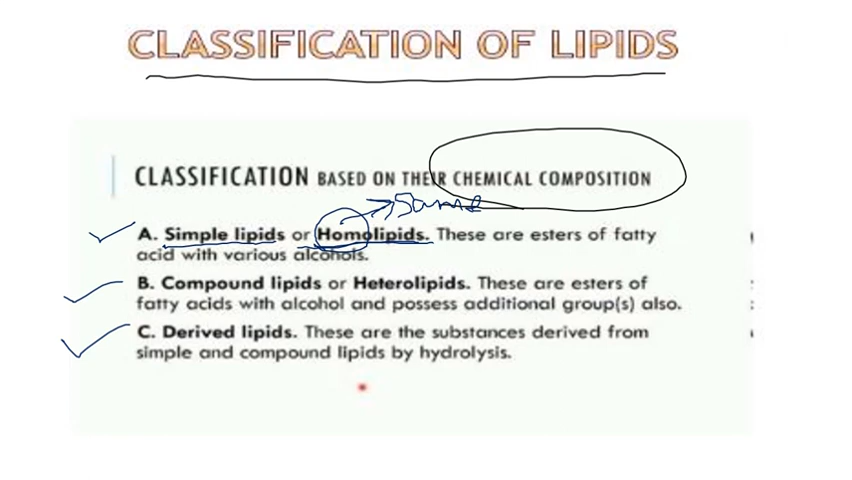 CLASSIFICATION OF LIPIDS
CLASSIFICATION BASED ON THEIR CHEMICAL COMPOSITION
Same
A. Simple lipids or Homolipids. These are esters of fatty
acid with various alcohols.
B. Compound lipids or Heterolipids. These are esters of
fatty acids with alcohol and possess additional group(s) also.
C. Derived lipids. These are the substances derived from
simple and compound lipids by hydrolysis.